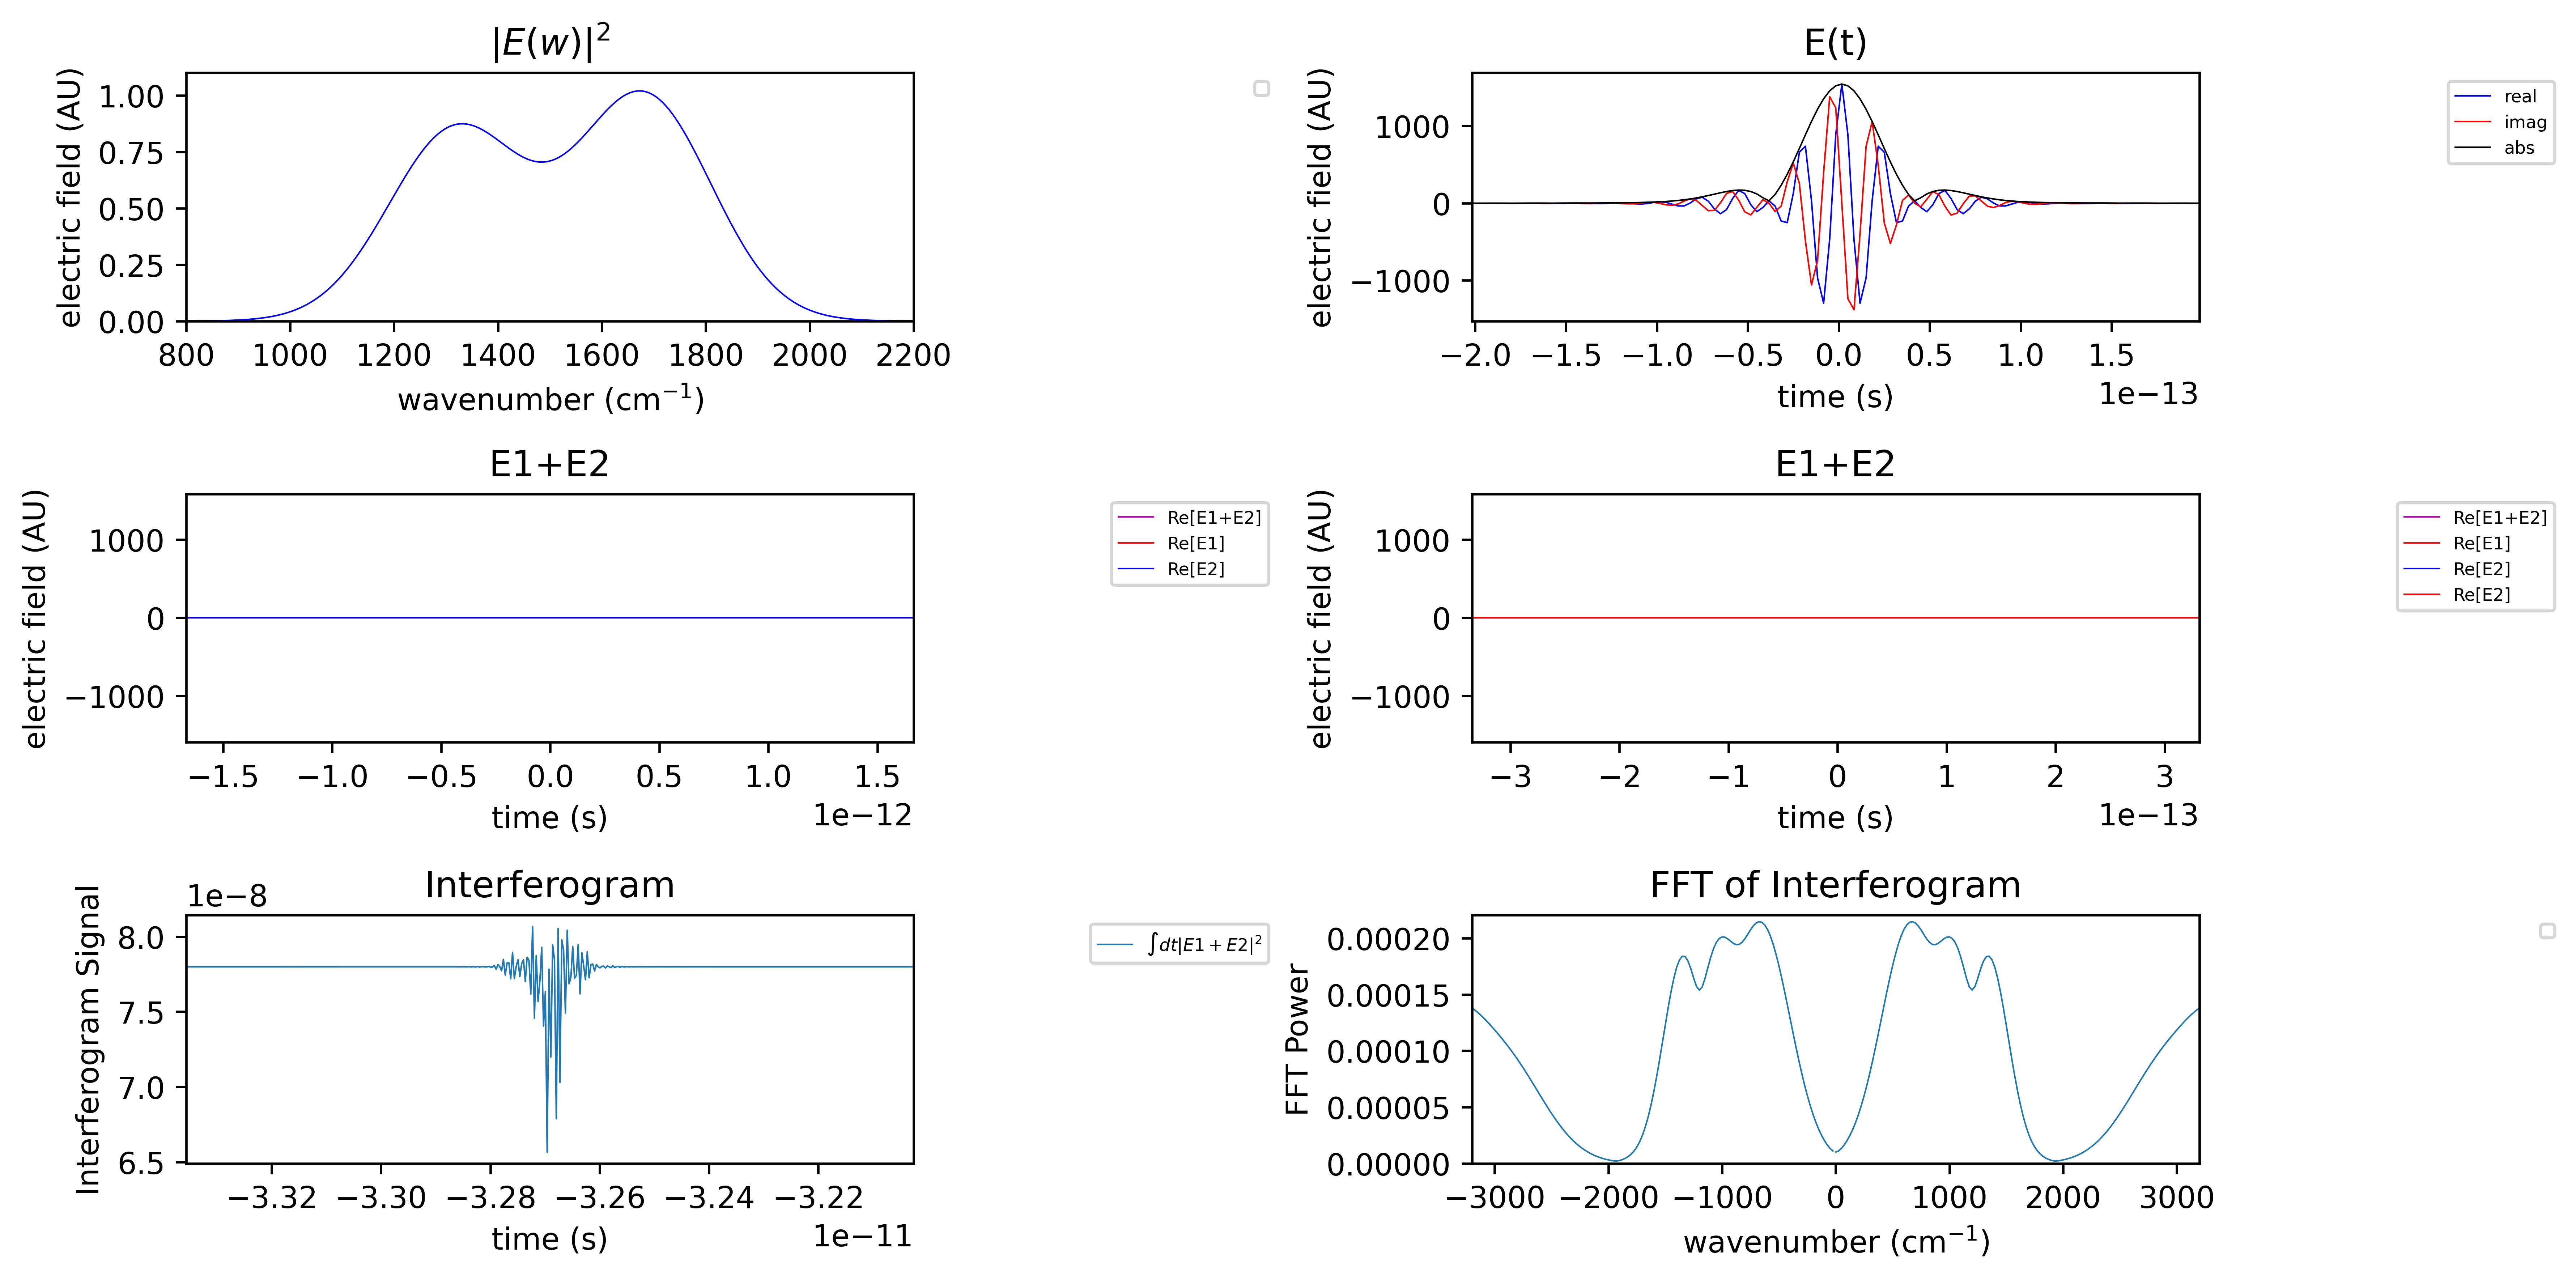 |E(w)|²
electric field (AU)
1.00
0.75
0.50
0.25
0.00
800 1000 1200 1400 1600 1800 2000 2200
wavenumber (cm⁻¹)
E(t)
electric field (AU)
1000
0
−1000
−2.0 −1.5 −1.0 −0.5 0.0 0.5 1.0 1.5
1e−13
time (s)
real
imag
abs
E1+E2
electric field (AU)
1000
0
−1000
−1.5 −1.0 −0.5 0.0 0.5 1.0 1.5
1e−12
time (s)
Re[E1+E2]
Re[E1]
Re[E2]
E1+E2
electric field (AU)
1000
0
−1000
−3 −2 −1 0 1 2 3
1e−13
time (s)
Re[E1+E2]
Re[E1]
Re[E2]
Re[E2]
Interferogram
1e−8
Interferogram Signal
8.0
7.5
7.0
6.5
−3.32 −3.30 −3.28 −3.26 −3.24 −3.22
1e−11
time (s)
∫dt|E1 + E2|²
FFT of Interferogram
FFT Power
0.00020
0.00015
0.00010
0.00005
0.00000
−3000 −2000 −1000 0 1000 2000 3000
wavenumber (cm⁻¹)